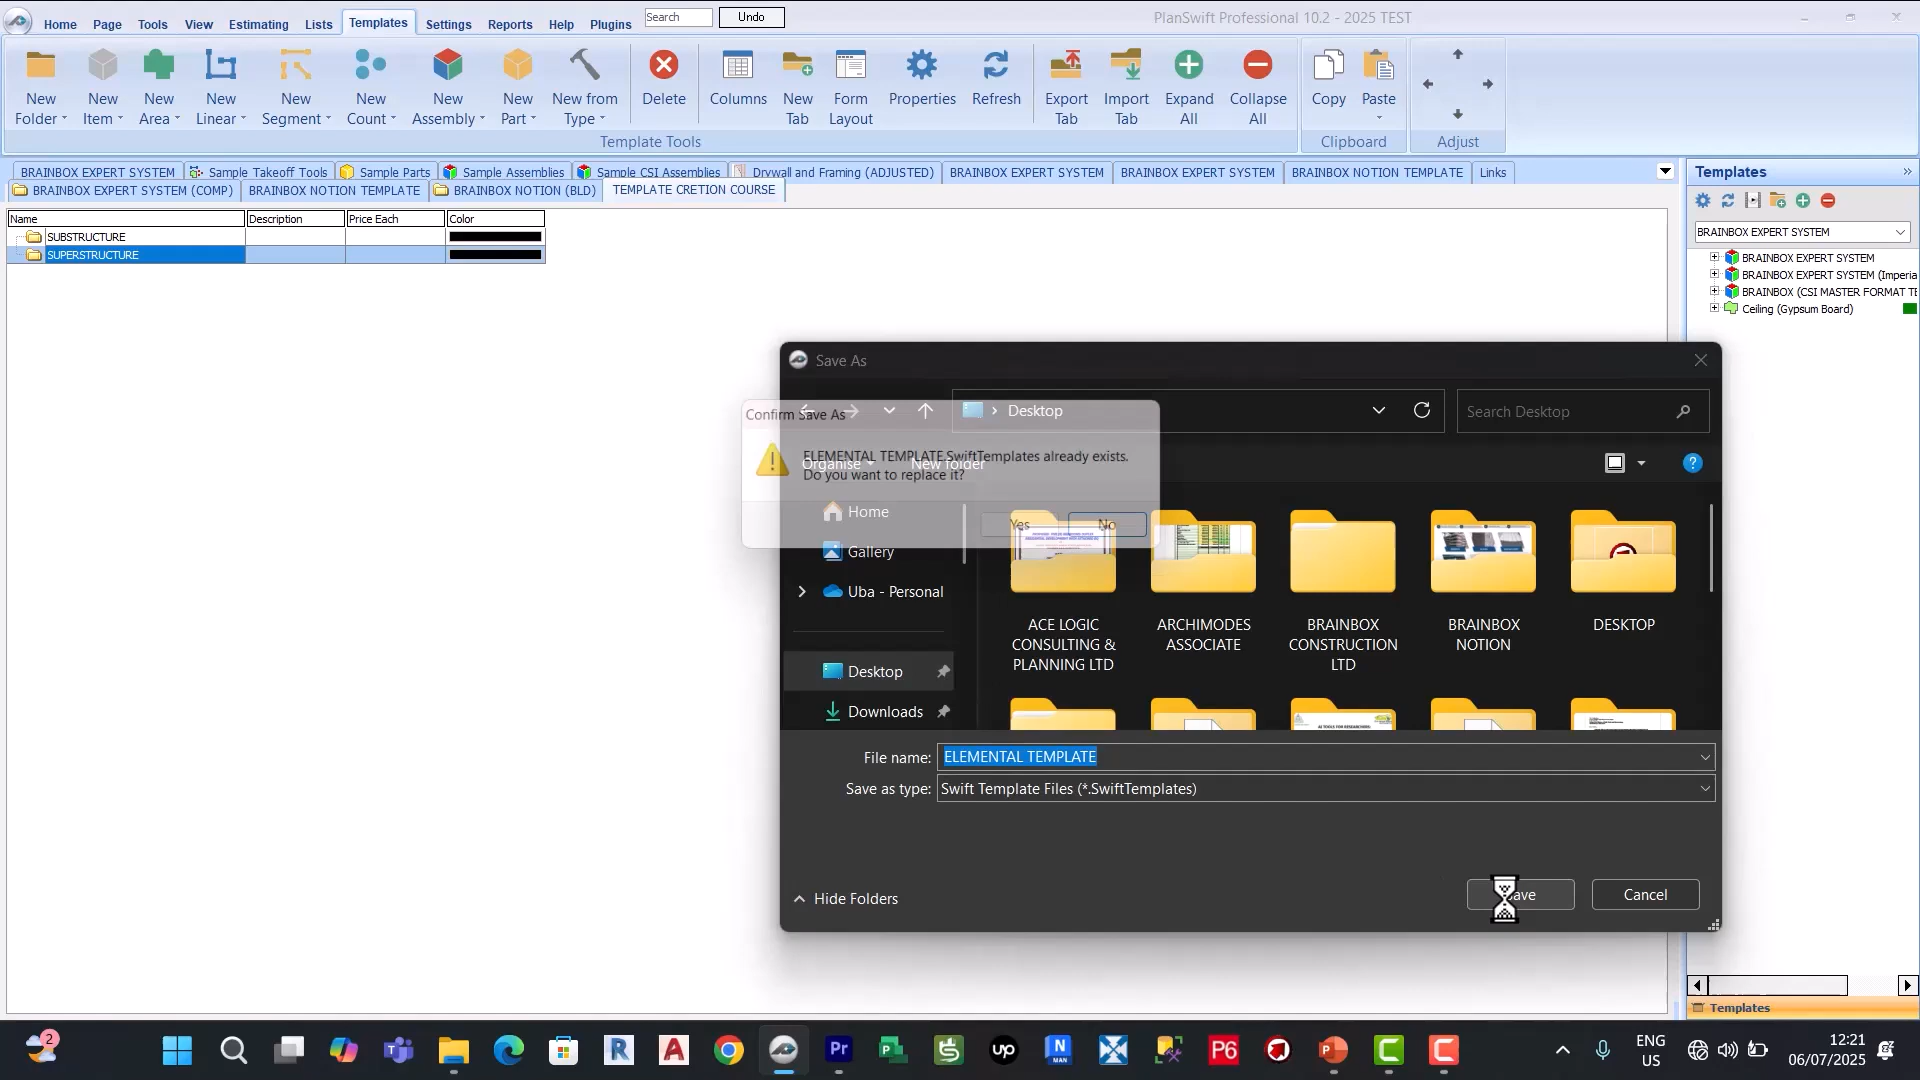 Home Page Tools View Estimating Lists Templates Settings Reports Help Plugins Search Undo
PlanSwift Professional 10.2 - 2025 TEST
New Folder
New Item
New Area
New Linear
New Segment
New Count
New Assembly
New Part
New from Type
Delete
Columns
New Tab
Form Layout
Properties
Refresh
Export Tab
Import Tab
Expand All
Collapse All
Copy
Paste
Template Tools
Clipboard
Adjust
BRAINBOX EXPERT SYSTEM Sample Takeoff Tools Sample Parts Sample Assemblies Sample CSI Assemblies Drywall and Framing (ADJUSTED) BRAINBOX EXPERT SYSTEM BRAINBOX EXPERT SYSTEM BRAINBOX NOTION TEMPLATE Links
BRAINBOX EXPERT SYSTEM (COMP) BRAINBOX NOTION TEMPLATE BRAINBOX NOTION (BLD) TEMPLATE CRETION COURSE
Name Description Price Each Color
SUBSTRUCTURE
SUPERSTRUCTURE
Templates
BRAINBOX EXPERT SYSTEM
BRAINBOX EXPERT SYSTEM
BRAINBOX EXPERT SYSTEM (Imperia
BRAINBOX (CSI MASTER FORMAT TE
Ceiling (Gypsum Board)
Templates
Save As
Desktop
Search Desktop
Organise New folder
Confirm Save As
ELEMENTAL TEMPLATE.SwiftTemplates already exists.
Do you want to replace it?
Yes No
Home
Gallery
Uba - Personal
Desktop
Downloads
ACE LOGIC CONSULTING & PLANNING LTD
ARCHIMODES ASSOCIATE
BRAINBOX CONSTRUCTION LTD
BRAINBOX NOTION
DESKTOP
File name: ELEMENTAL TEMPLATE
Save as type: Swift Template Files (*.SwiftTemplates)
Hide Folders
Save Cancel
2
ENG
US
12:21
06/07/2025